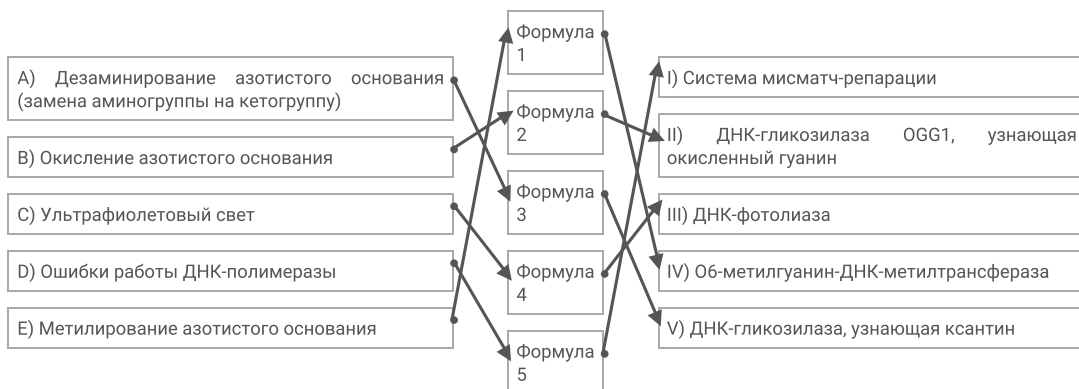 A) Дезаминирование азотистого основания
(замена аминогруппы на кетогруппу)
B) Окисление азотистого основания
C) Ультрафиолетовый свет
D) Ошибки работы ДНК-полимеразы
E) Метилирование азотистого основания
Формула
1
Формула
2
Формула
3
Формула
4
Формула
5
I) Система мисматч-репарации
II) ДНК-гликозилаза OGG1, узнающая
окисленный гуанин
III) ДНК-фотолиаза
IV) О6-метилгуанин-ДНК-метилтрансфераза
V) ДНК-гликозилаза, узнающая ксантин